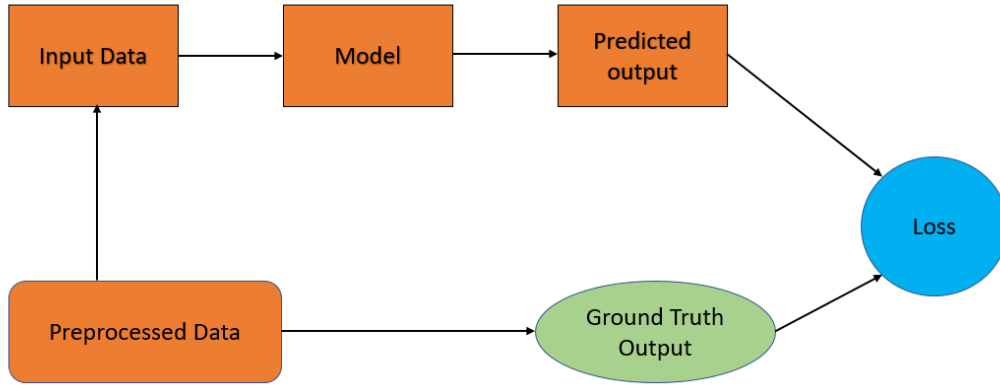 Input Data
Model
Predicted
output
Loss
Preprocessed Data
Ground Truth
Output